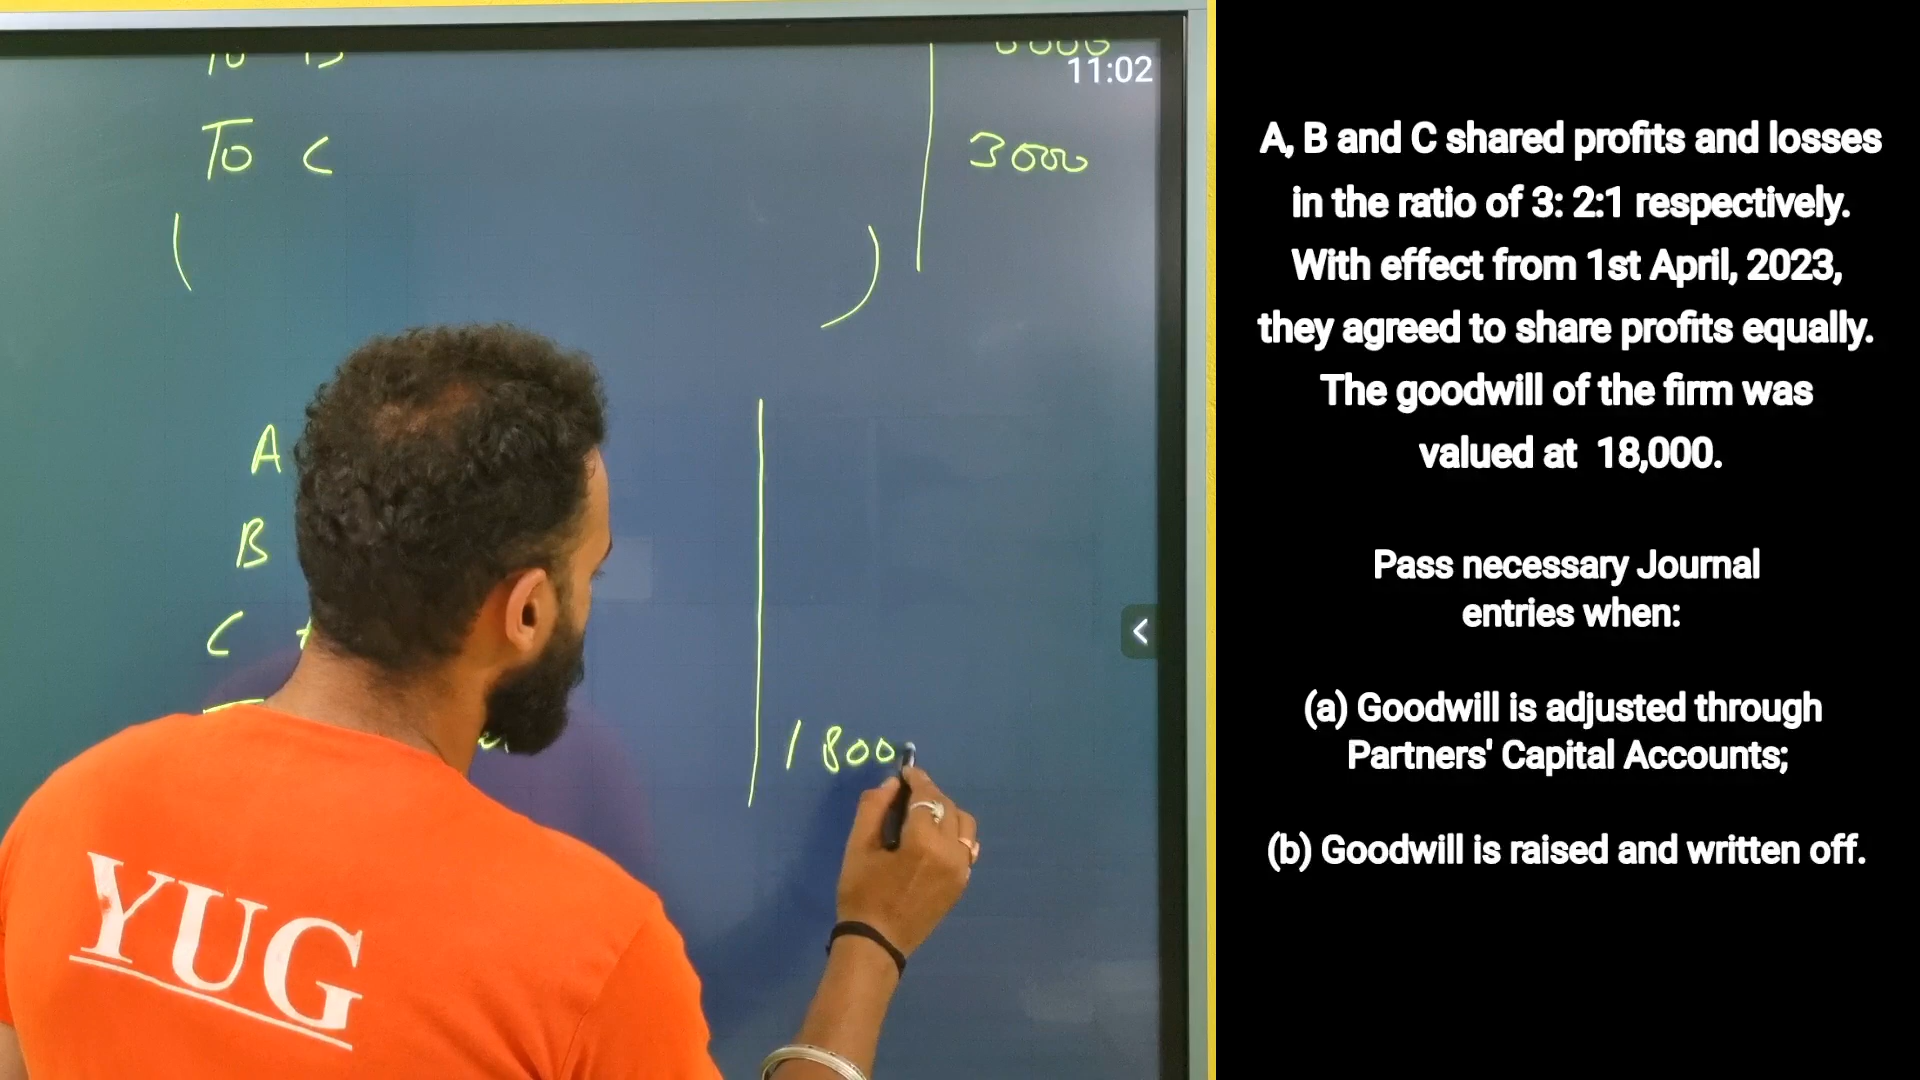 11:02
To C 3000
A
B
C
1800
YUG
A, B and C shared profits and losses
in the ratio of 3: 2:1 respectively.
With effect from 1st April, 2023,
they agreed to share profits equally.
The goodwill of the firm was
valued at 18,000.
Pass necessary Journal
entries when:
(a) Goodwill is adjusted through
Partners' Capital Accounts;
(b) Goodwill is raised and written off.